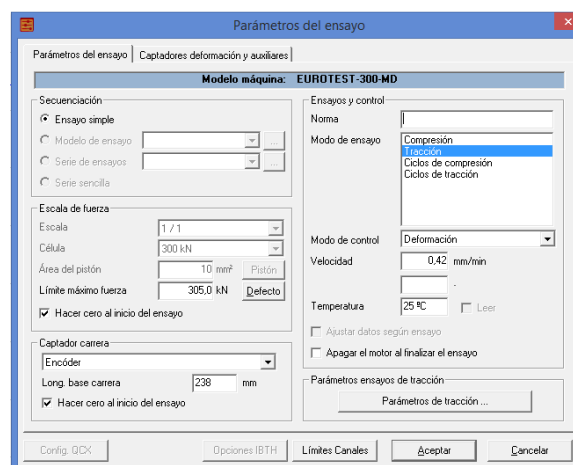 Parámetros del ensayo
Parámetros del ensayo
Captadores deformación y auxiliares
Modelo máquina: EUROTEST-300-MD
Secuenciación
Ensayo simple
Modelo de ensayo
...
Serie de ensayos
...
Serie sencilla
Escala de fuerza
Escala 1 / 1
Célula 300 kN
Área del pistón 10 mm² Pistón
Límite máximo fuerza 305,0 kN Defecto
Hacer cero al inicio del ensayo
Captador carrera
Encóder
Long. base carrera 238 mm
Hacer cero al inicio del ensayo
Ensayos y control
Norma
Modo de ensayo
Compresión
Tracción
Ciclos de compresión
Ciclos de tracción
Modo de control Deformación
Velocidad 0,42 mm/min
-
Temperatura 25 ºC Leer
Ajustar datos según ensayo
Apagar el motor al finalizar el ensayo
Parámetros ensayos de tracción
Parámetros de tracción ...
Config. QCX
Opciones IBTH
Límites Canales
Aceptar
Cancelar